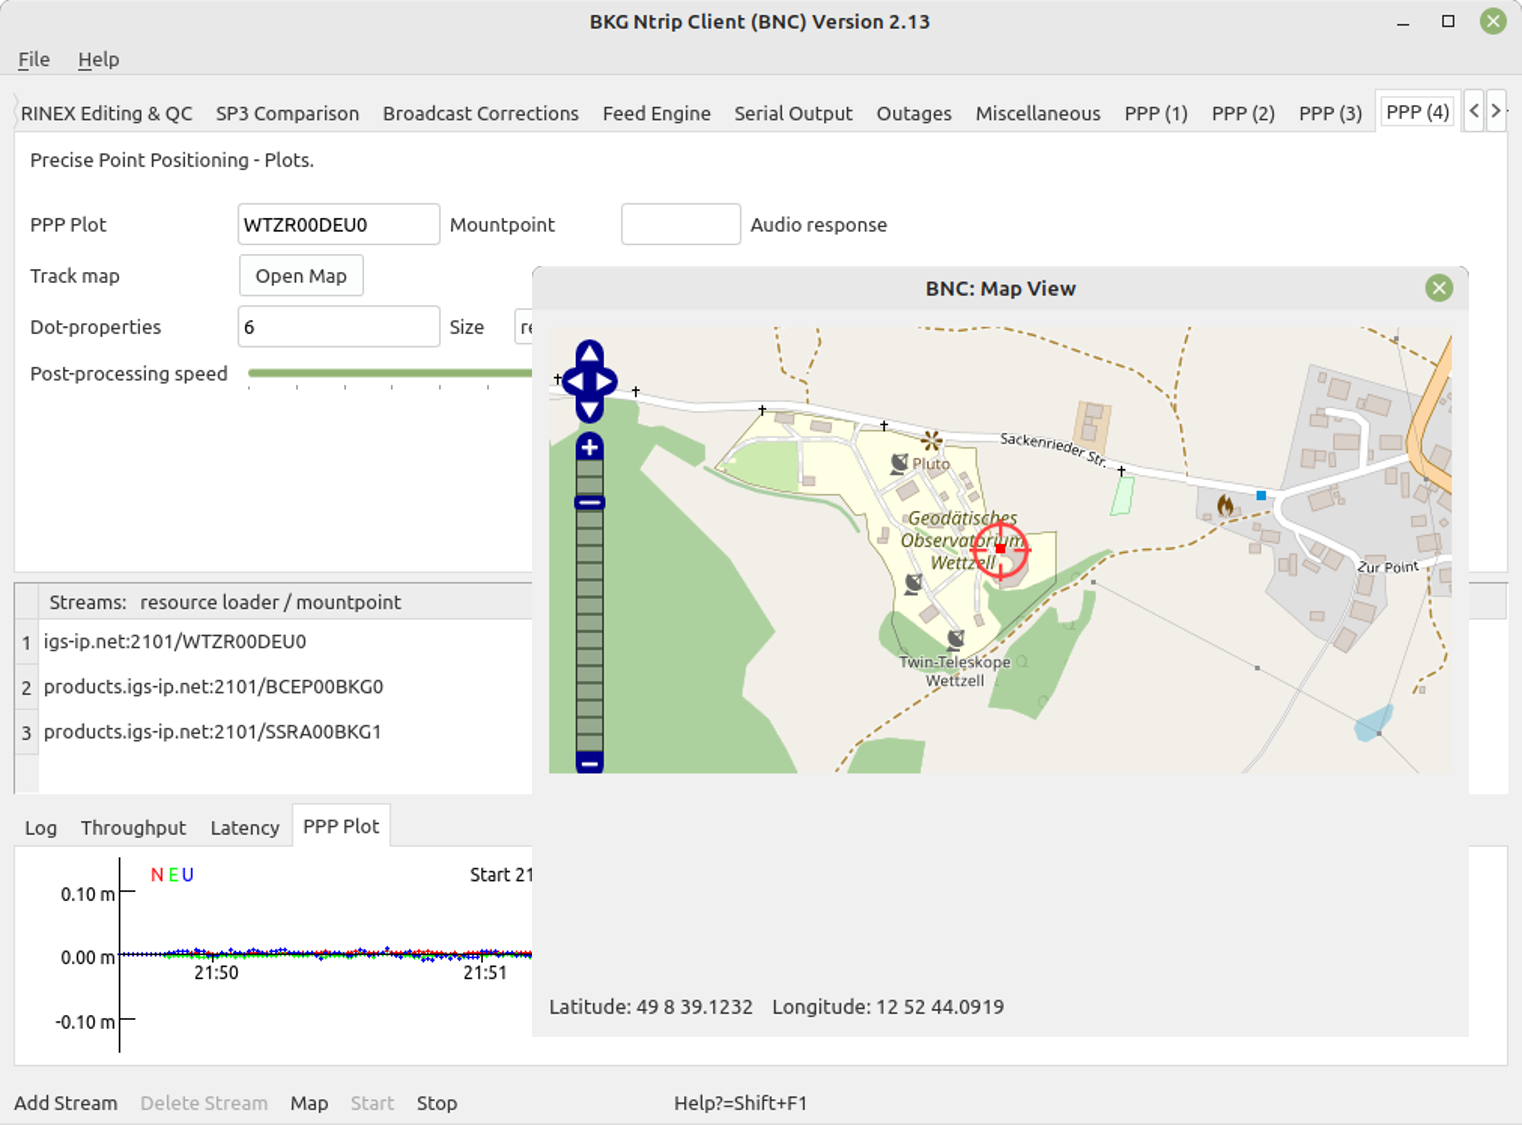 BKG Ntrip Client (BNC) Version 2.13
File Help
RINEX Editing & QC SP3 Comparison Broadcast Corrections Feed Engine Serial Output Outages Miscellaneous PPP (1) PPP (2) PPP (3) PPP (4)
Precise Point Positioning - Plots.
PPP Plot WTZR00DEU0 Mountpoint Audio response
Track map Open Map
Dot-properties 6 Size re
Post-processing speed
BNC: Map View
Sackenrieder Str.
Pluto
Geodätisches
Observatorium
Wettzell
Zur Point
Twin-Teleskope
Wettzell
Latitude: 49 8 39.1232 Longitude: 12 52 44.0919
Streams: resource loader / mountpoint
1 igs-ip.net:2101/WTZR00DEU0
2 products.igs-ip.net:2101/BCEP00BKG0
3 products.igs-ip.net:2101/SSRA00BKG1
Log Throughput Latency PPP Plot
N E U Start 21
0.10 m
0.00 m
21:50 21:51
-0.10 m
Add Stream Delete Stream Map Start Stop Help?=Shift+F1